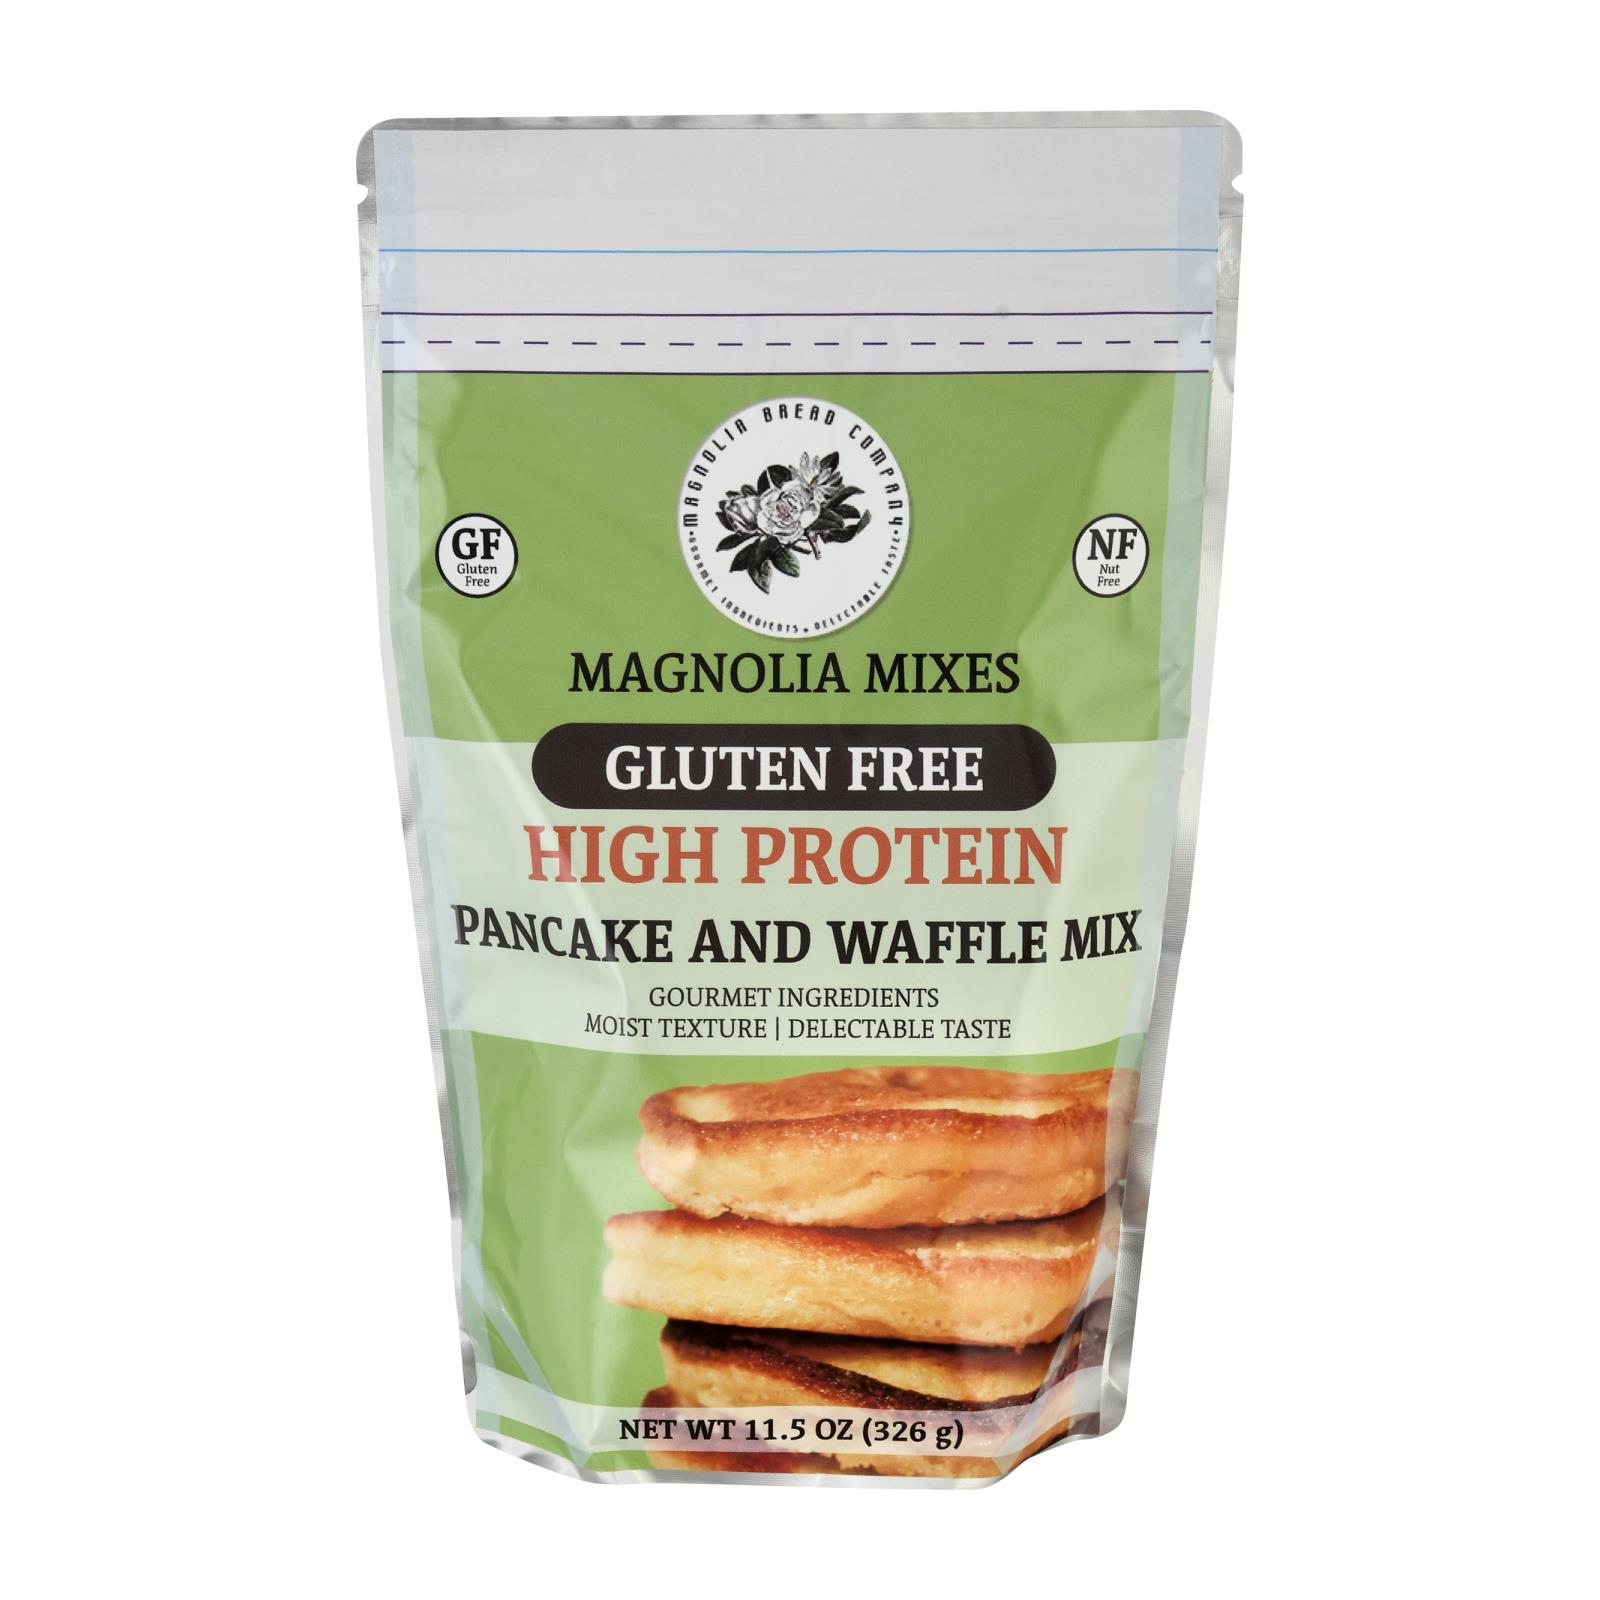 MAGNOLIA BREAD COMPANY
GOURMET INGREDIENTS • DELECTABLE TASTE
GF
Gluten
Free
NF
Nut
Free
MAGNOLIA MIXES
GLUTEN FREE
HIGH PROTEIN
PANCAKE AND WAFFLE MIX
GOURMET INGREDIENTS
MOIST TEXTURE | DELECTABLE TASTE
NET WT 11.5 OZ (326 g)